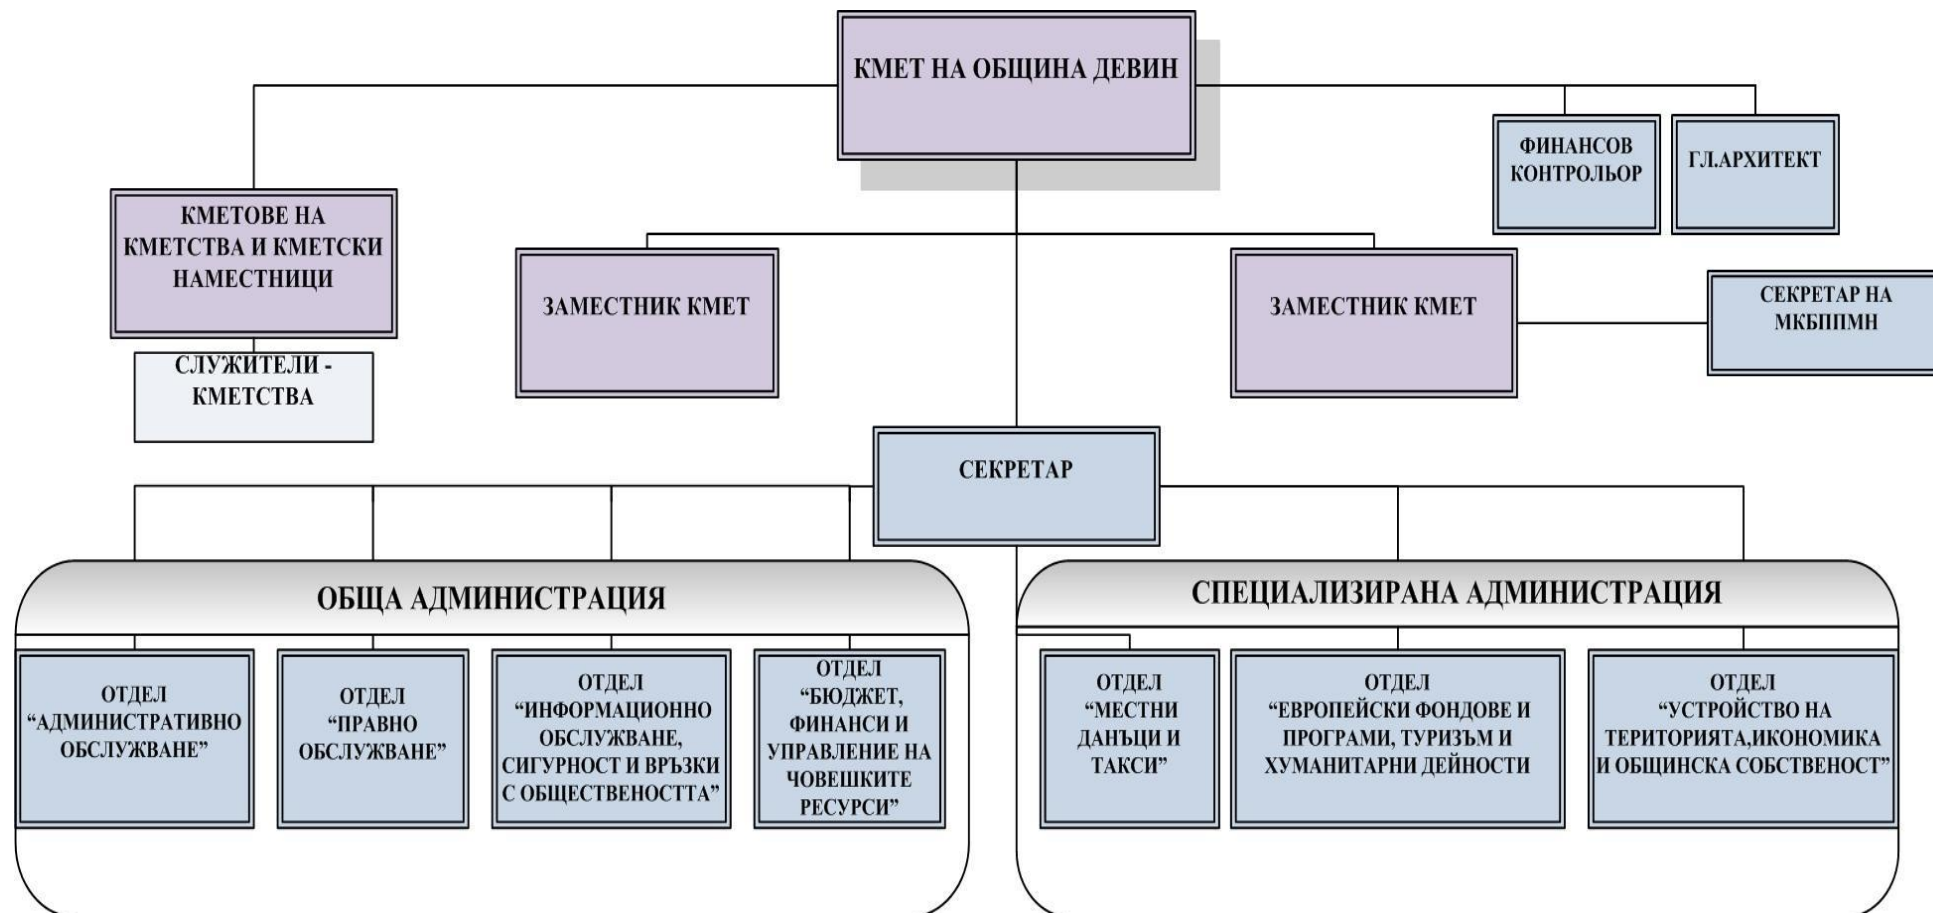 КМЕТ НА ОБЩИНА ДЕВИН
ФИНАНСОВ
КОНТРОЛЬОР
ГЛ.АРХИТЕКТ
КМЕТОВЕ НА
КМЕТСТВА И КМЕТСКИ
НАМЕСТНИЦИ
ЗАМЕСТНИК КМЕТ
ЗАМЕСТНИК КМЕТ
СЕКРЕТАР НА
МКБППМН
СЛУЖИТЕЛИ -
КМЕТСТВА
СЕКРЕТАР
ОБЩА АДМИНИСТРАЦИЯ
СПЕЦИАЛИЗИРАНА АДМИНИСТРАЦИЯ
ОТДЕЛ
“АДМИНИСТРАТИВНО
ОБСЛУЖВАНЕ”
ОТДЕЛ
“ПРАВНО
ОБСЛУЖВАНЕ”
ОТДЕЛ
“ИНФОРМАЦИОННО
ОБСЛУЖВАНЕ,
СИГУРНОСТ И ВРЪЗКИ
С ОБЩЕСТВЕНОСТТА”
ОТДЕЛ
“БЮДЖЕТ,
ФИНАНСИ И
УПРАВЛЕНИЕ НА
ЧОВЕШКИТЕ
РЕСУРСИ”
ОТДЕЛ
“МЕСТНИ
ДАНЪЦИ И
ТАКСИ”
ОТДЕЛ
“ЕВРОПЕЙСКИ ФОНДОВЕ И
ПРОГРАМИ, ТУРИЗЪМ И
ХУМАНИТАРНИ ДЕЙНОСТИ
ОТДЕЛ
“УСТРОЙСТВО НА
ТЕРИТОРИЯТА,ИКОНОМИКА
И ОБЩИНСКА СОБСТВЕНОСТ”